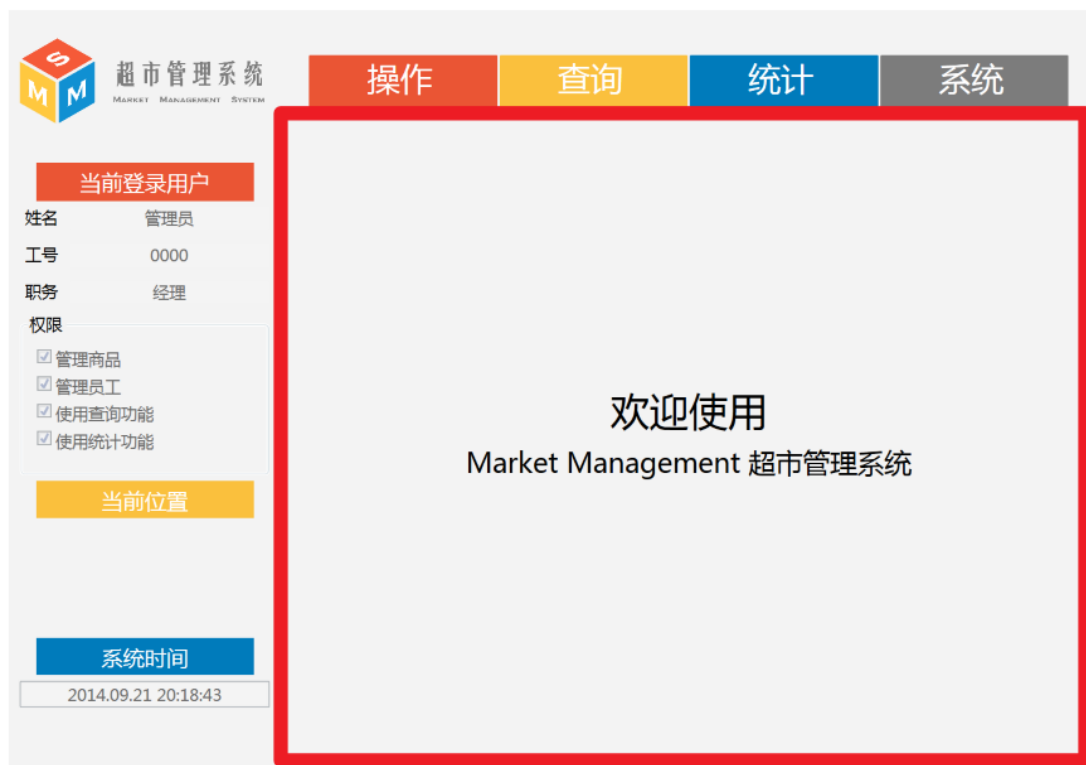 S
M M
超市管理系统
MARKET MANAGEMENT SYSTEM
操作
查询
统计
系统
当前登录用户
姓名 管理员
工号 0000
职务 经理
权限
管理商品
管理员工
使用查询功能
使用统计功能
当前位置
系统时间
2014.09.21 20:18:43
欢迎使用
Market Management 超市管理系统